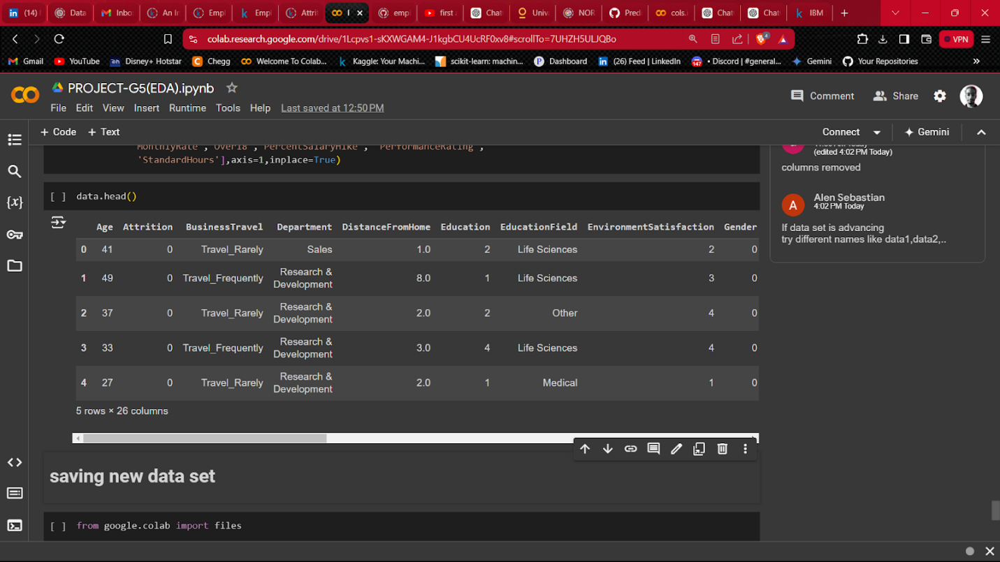 (14)
Data
Inbo
An In
Empl
Empl
Attrit
emp
first
Chat
Univ
NOR
Pred
cols.i
Chat
Chat
IBM
colab.research.google.com/drive/1Lcpvs1-sKXWGAM4-J1kgbCU4UcRF0xv8#scrollTo=7UHZH5ULJQBo
4
VPN
Gmail
YouTube
Disney+ Hotstar
Chegg
Welcome To Colab...
Kaggle: Your Machi...
scikit-learn: machin...
Dashboard
(26) Feed | LinkedIn
147
• Discord | #general...
Gemini
Your Repositories
PROJECT-G5(EDA).ipynb
Comment
Share
File Edit View Insert Runtime Tools Help Last saved at 12:50 PM
+ Code + Text
Connect
Gemini
'MonthlyRate','Over18','PercentSalaryHike', 'PerformanceRating',
'StandardHours'],axis=1,inplace=True)
(edited 4:02 PM Today)
columns removed
[ ] data.head()
A
Alen Sebastian
4:02 PM Today
If data set is advancing
try different names like data1,data2,..
Age Attrition BusinessTravel Department DistanceFromHome Education EducationField EnvironmentSatisfaction Gender
0 41 0 Travel_Rarely Sales 1.0 2 Life Sciences 2 0
1 49 0 Travel_Frequently Research & Development 8.0 1 Life Sciences 3 0
2 37 0 Travel_Rarely Research & Development 2.0 2 Other 4 0
3 33 0 Travel_Frequently Research & Development 3.0 4 Life Sciences 4 0
4 27 0 Travel_Rarely Research & Development 2.0 1 Medical 1 0
5 rows × 26 columns
saving new data set
[ ] from google.colab import files